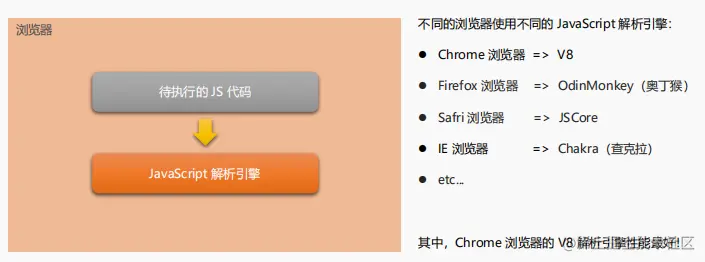 浏览器
待执行的 JS 代码
JavaScript 解析引擎
不同的浏览器使用不同的 JavaScript 解析引擎：
● Chrome 浏览器 => V8
● Firefox 浏览器 => OdinMonkey（奥丁猴）
● Safri 浏览器 => JSCore
● IE 浏览器 => Chakra（查克拉）
● etc...
其中，Chrome 浏览器的 V8 解析引擎性能最好！